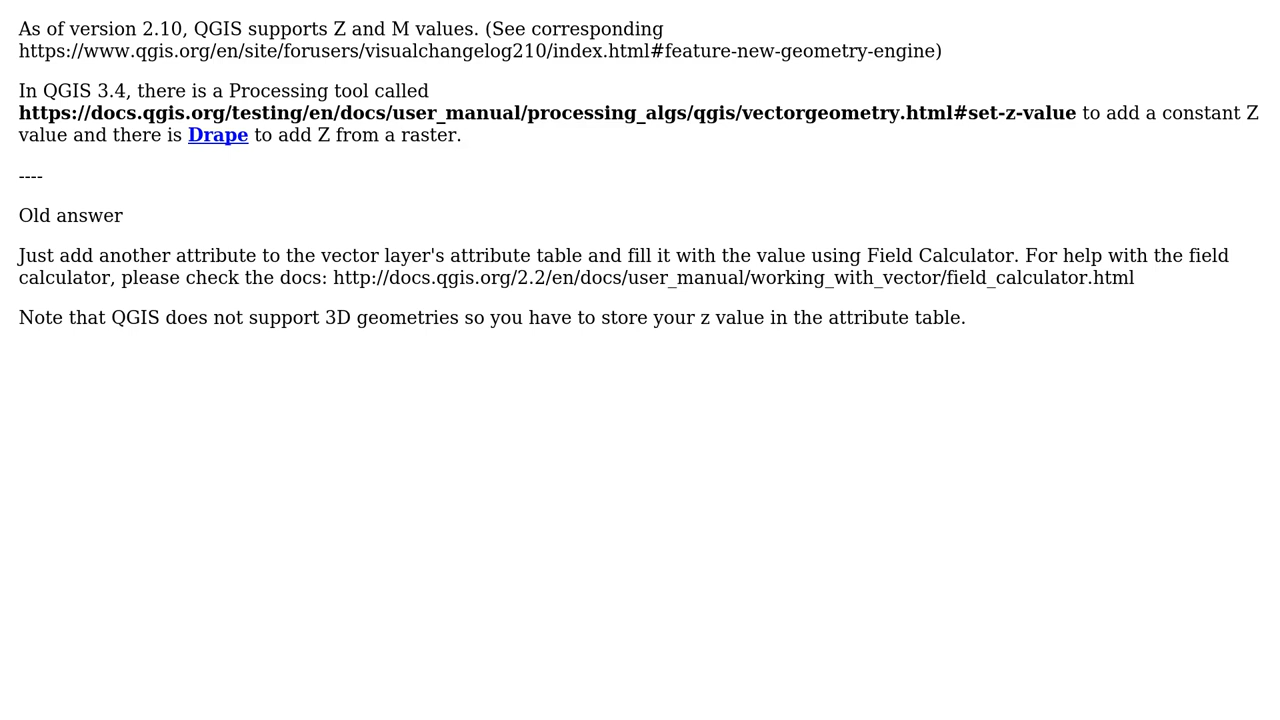 As of version 2.10, QGIS supports Z and M values. (See corresponding
https://www.qgis.org/en/site/forusers/visualchangelog210/index.html#feature-new-geometry-engine)
In QGIS 3.4, there is a Processing tool called
https://docs.qgis.org/testing/en/docs/user_manual/processing_algs/qgis/vectorgeometry.html#set-z-value to add a constant Z
value and there is Drape to add Z from a raster.
----
Old answer
Just add another attribute to the vector layer's attribute table and fill it with the value using Field Calculator. For help with the field
calculator, please check the docs: http://docs.qgis.org/2.2/en/docs/user_manual/working_with_vector/field_calculator.html
Note that QGIS does not support 3D geometries so you have to store your z value in the attribute table.